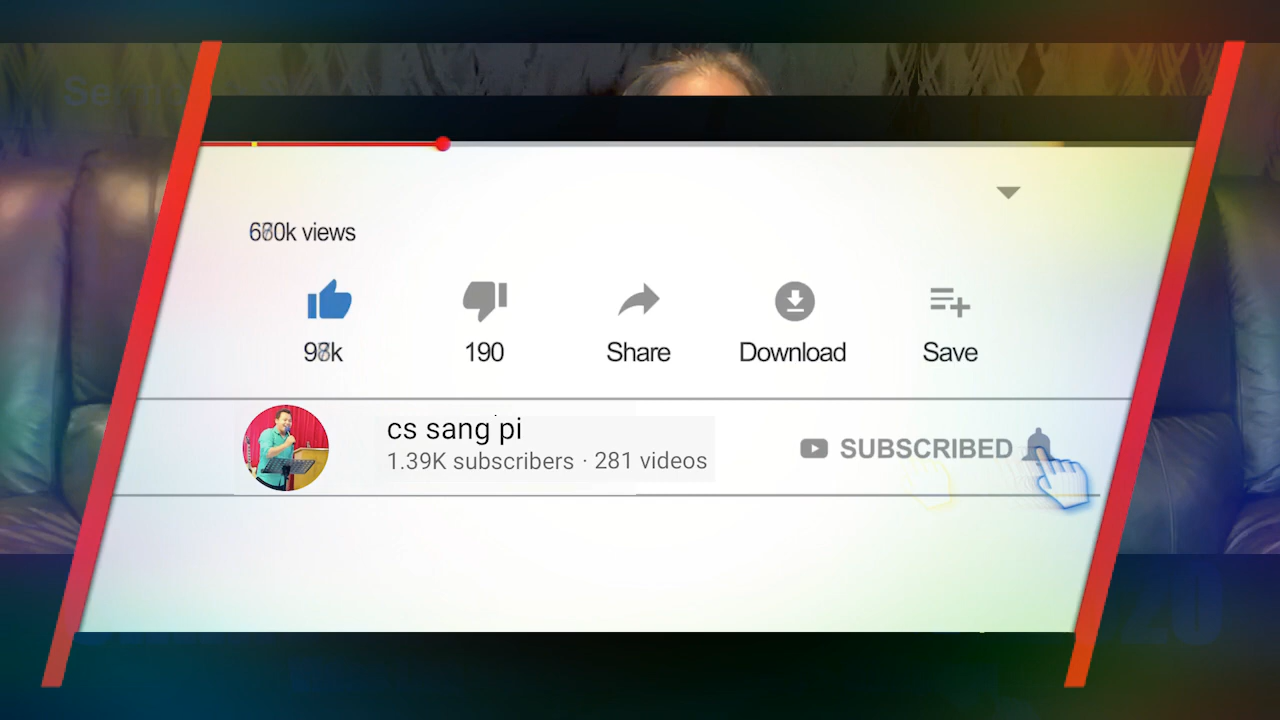 views
190 Share Download Save
cs sang pi
1.39K subscribers · 281 videos
SUBSCRIBED